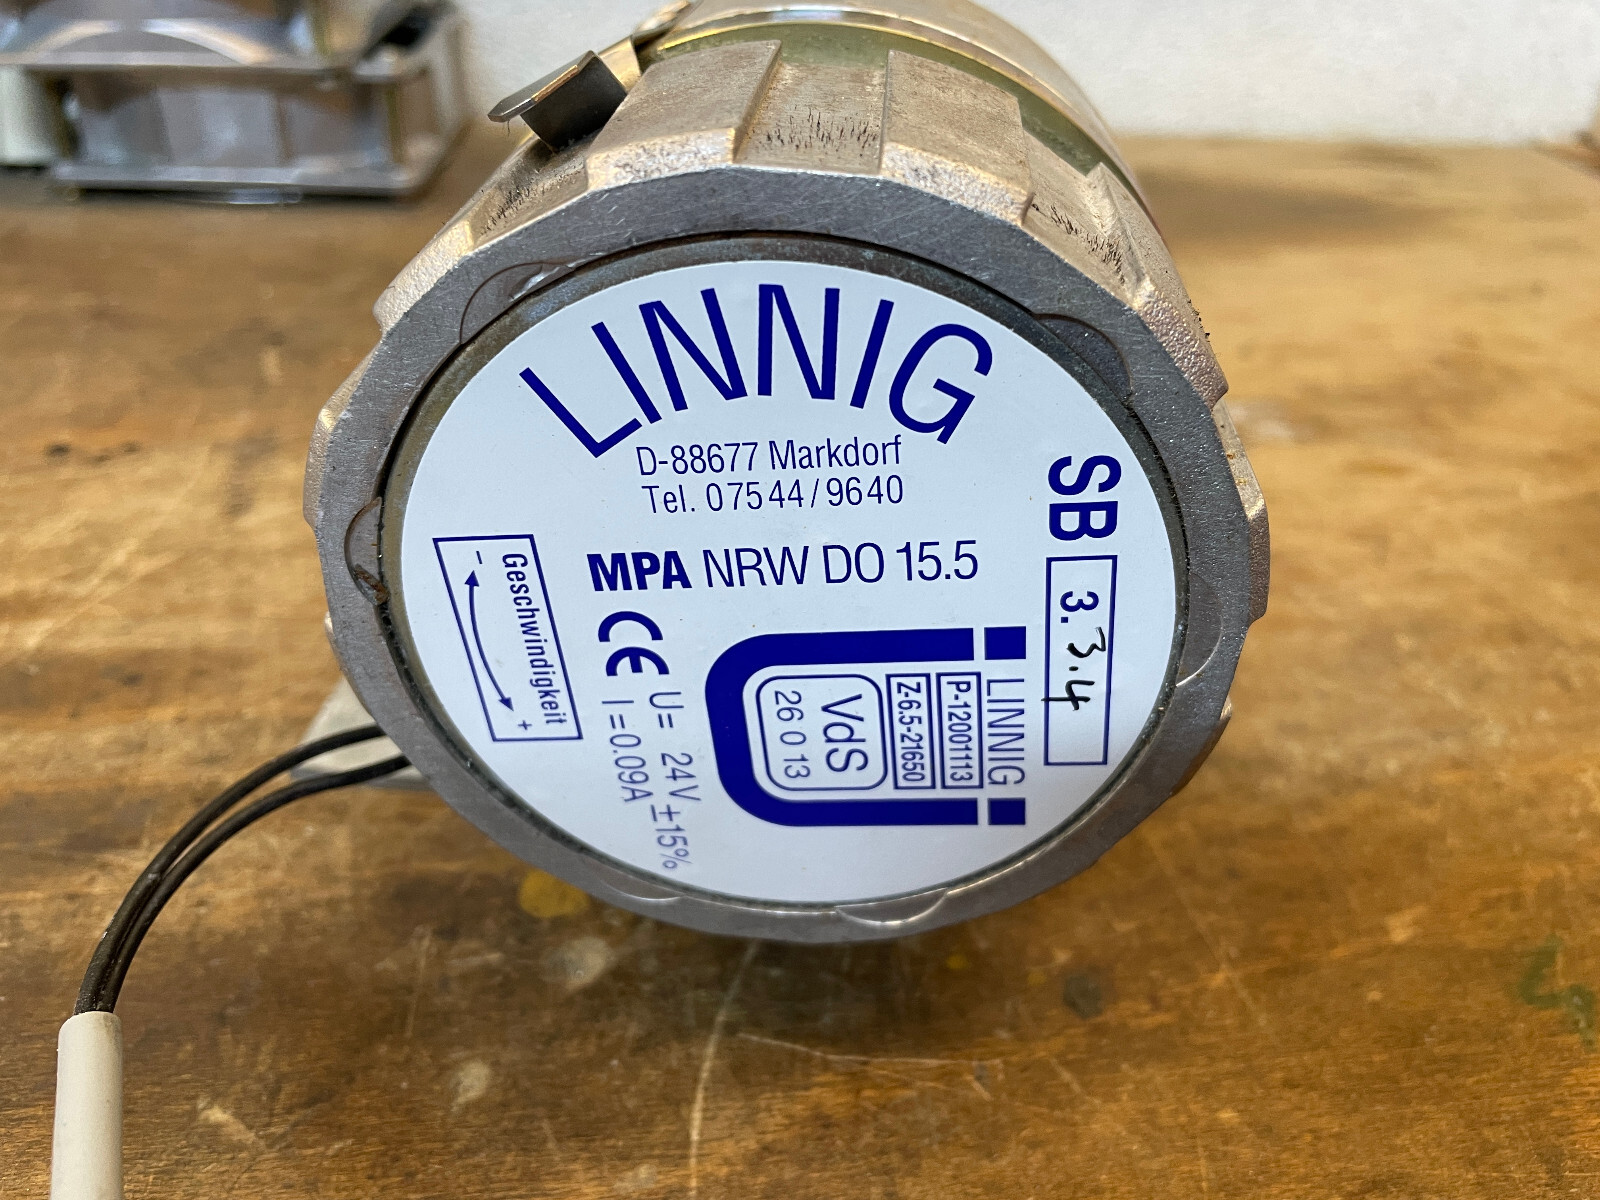 LINNIG
D-88677 Markdorf
Tel. 07544/9640
MPA NRW DO 15.5
SB 3.3.4
Geschwindigkeit
- +
CE
U= 24V ±15%
I=0.09A
LINNIG
P-12001113
Z-6.5-21650
VdS
26 0 13